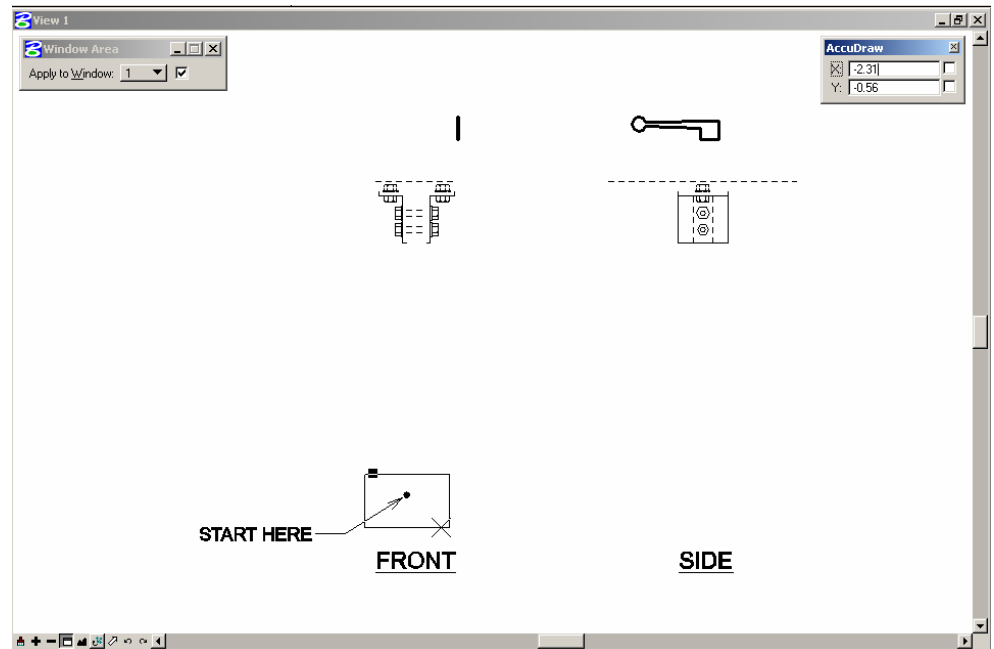 View 1
Window Area
Apply to Window: 1
AccuDraw
X: -2.31
Y: -0.56
START HERE
FRONT
SIDE